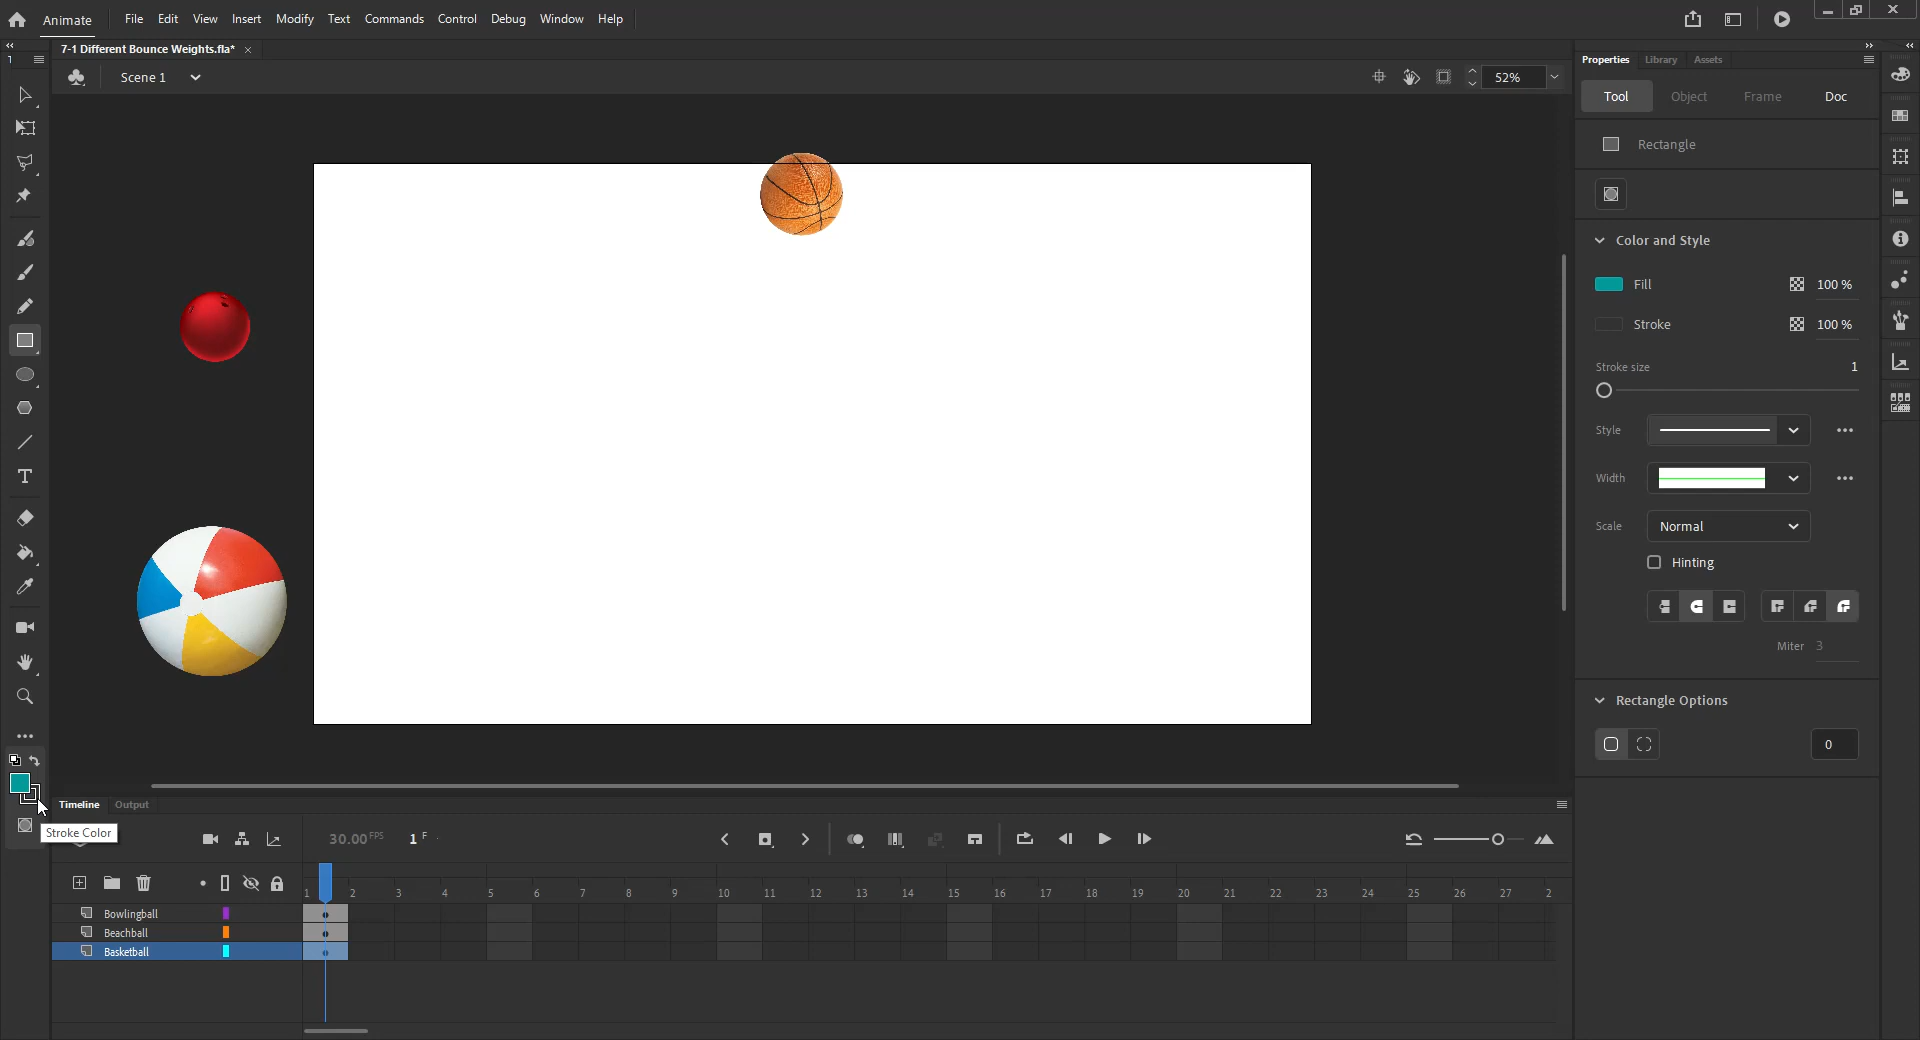 Animate File Edit View Insert Modify Text Commands Control Debug Window Help
7-1 Different Bounce Weights.fla*
Scene 1
52%
Properties Library Assets
Tool Object Frame Doc
Rectangle
Color and Style
Fill 100 %
Stroke 100 %
Stroke size 1
Style
Width
Scale Normal
Hinting
Miter 3
Rectangle Options
0
Stroke Color
Timeline Output
30.00 FPS 1 F
1 2 3 4 5 6 7 8 9 10 11 12 13 14 15 16 17 18 19 20 21 22 23 24 25 26 27 2
Bowlingball
Beachball
Basketball